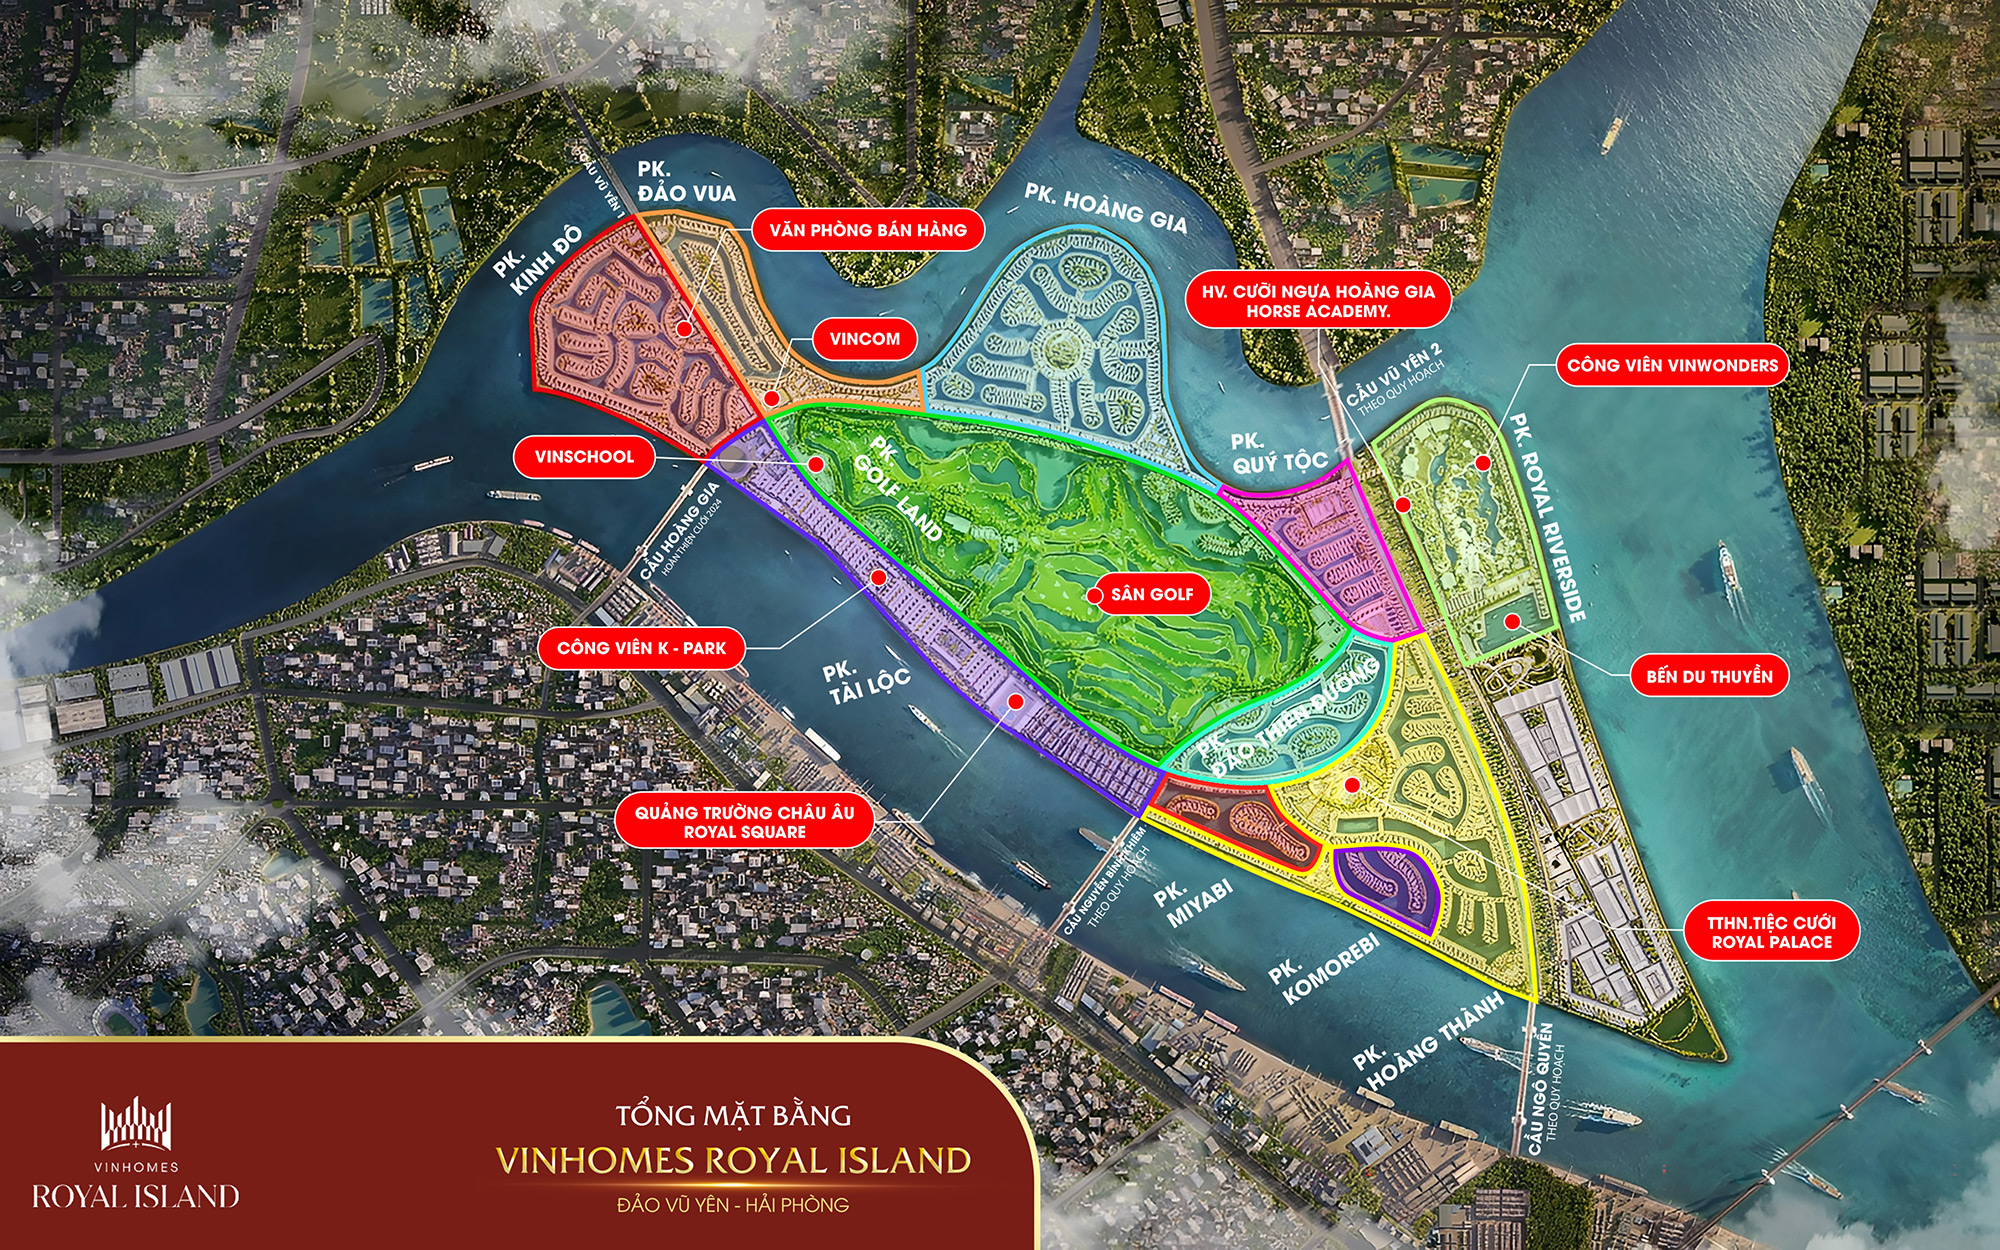 CẦU VŨ YÊN 1
PK.
ĐẢO VUA
PK. HOÀNG GIA
PK.
KINH ĐÔ
VĂN PHÒNG BÁN HÀNG
VINCOM
HV. CƯỠI NGỰA HOÀNG GIA
HORSE ACADEMY.
CẦU VŨ YÊN 2
THEO QUY HOẠCH
CÔNG VIÊN VINWONDERS
PK. ROYAL RIVERSIDE
PK.
QUÝ TỘC
VINSCHOOL
PK.
GOLF LAND
CẦU HOÀNG GIA
HOÀN THIỆN CUỐI 2024
SÂN GOLF
CÔNG VIÊN K - PARK
PK.
TÀI LỘC
BẾN DU THUYỀN
PK.
ĐẢO THIÊN ĐƯỜNG
QUẢNG TRƯỜNG CHÂU ÂU
ROYAL SQUARE
CẦU NGUYỄN BỈNH KHIÊM
THEO QUY HOẠCH
PK.
MIYABI
PK.
KOMOREBI
PK.
HOÀNG THÀNH
TTHN.TIỆC CƯỚI
ROYAL PALACE
CẦU NGÔ QUYỀN
THEO QUY HOẠCH
VINHOMES
ROYAL ISLAND
TỔNG MẶT BẰNG
VINHOMES ROYAL ISLAND
ĐẢO VŨ YÊN - HẢI PHÒNG